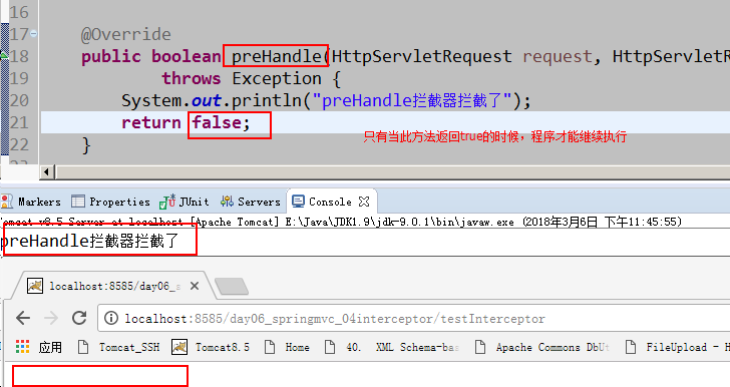 16
17 @Override
18 public boolean preHandle(HttpServletRequest request, HttpServletR
19 throws Exception {
20 System.out.println("preHandle拦截器拦截了");
21 return false;
只有当此方法返回true的时候，程序才能继续执行
22 }
Markers Properties JUnit Servers Console
Tomcat v8.5 Server at localhost [Apache Tomcat] E:\Java\JDK1.9\jdk-9.0.1\bin\javaw.exe (2018年3月6日 下午11:45:55)
preHandle拦截器拦截了
localhost:8585/day06_s
localhost:8585/day06_springmvc_04interceptor/testInterceptor
应用 Tomcat_SSH Tomcat8.5 Home 40. XML Schema-bas Apache Commons DbUt FileUpload - H